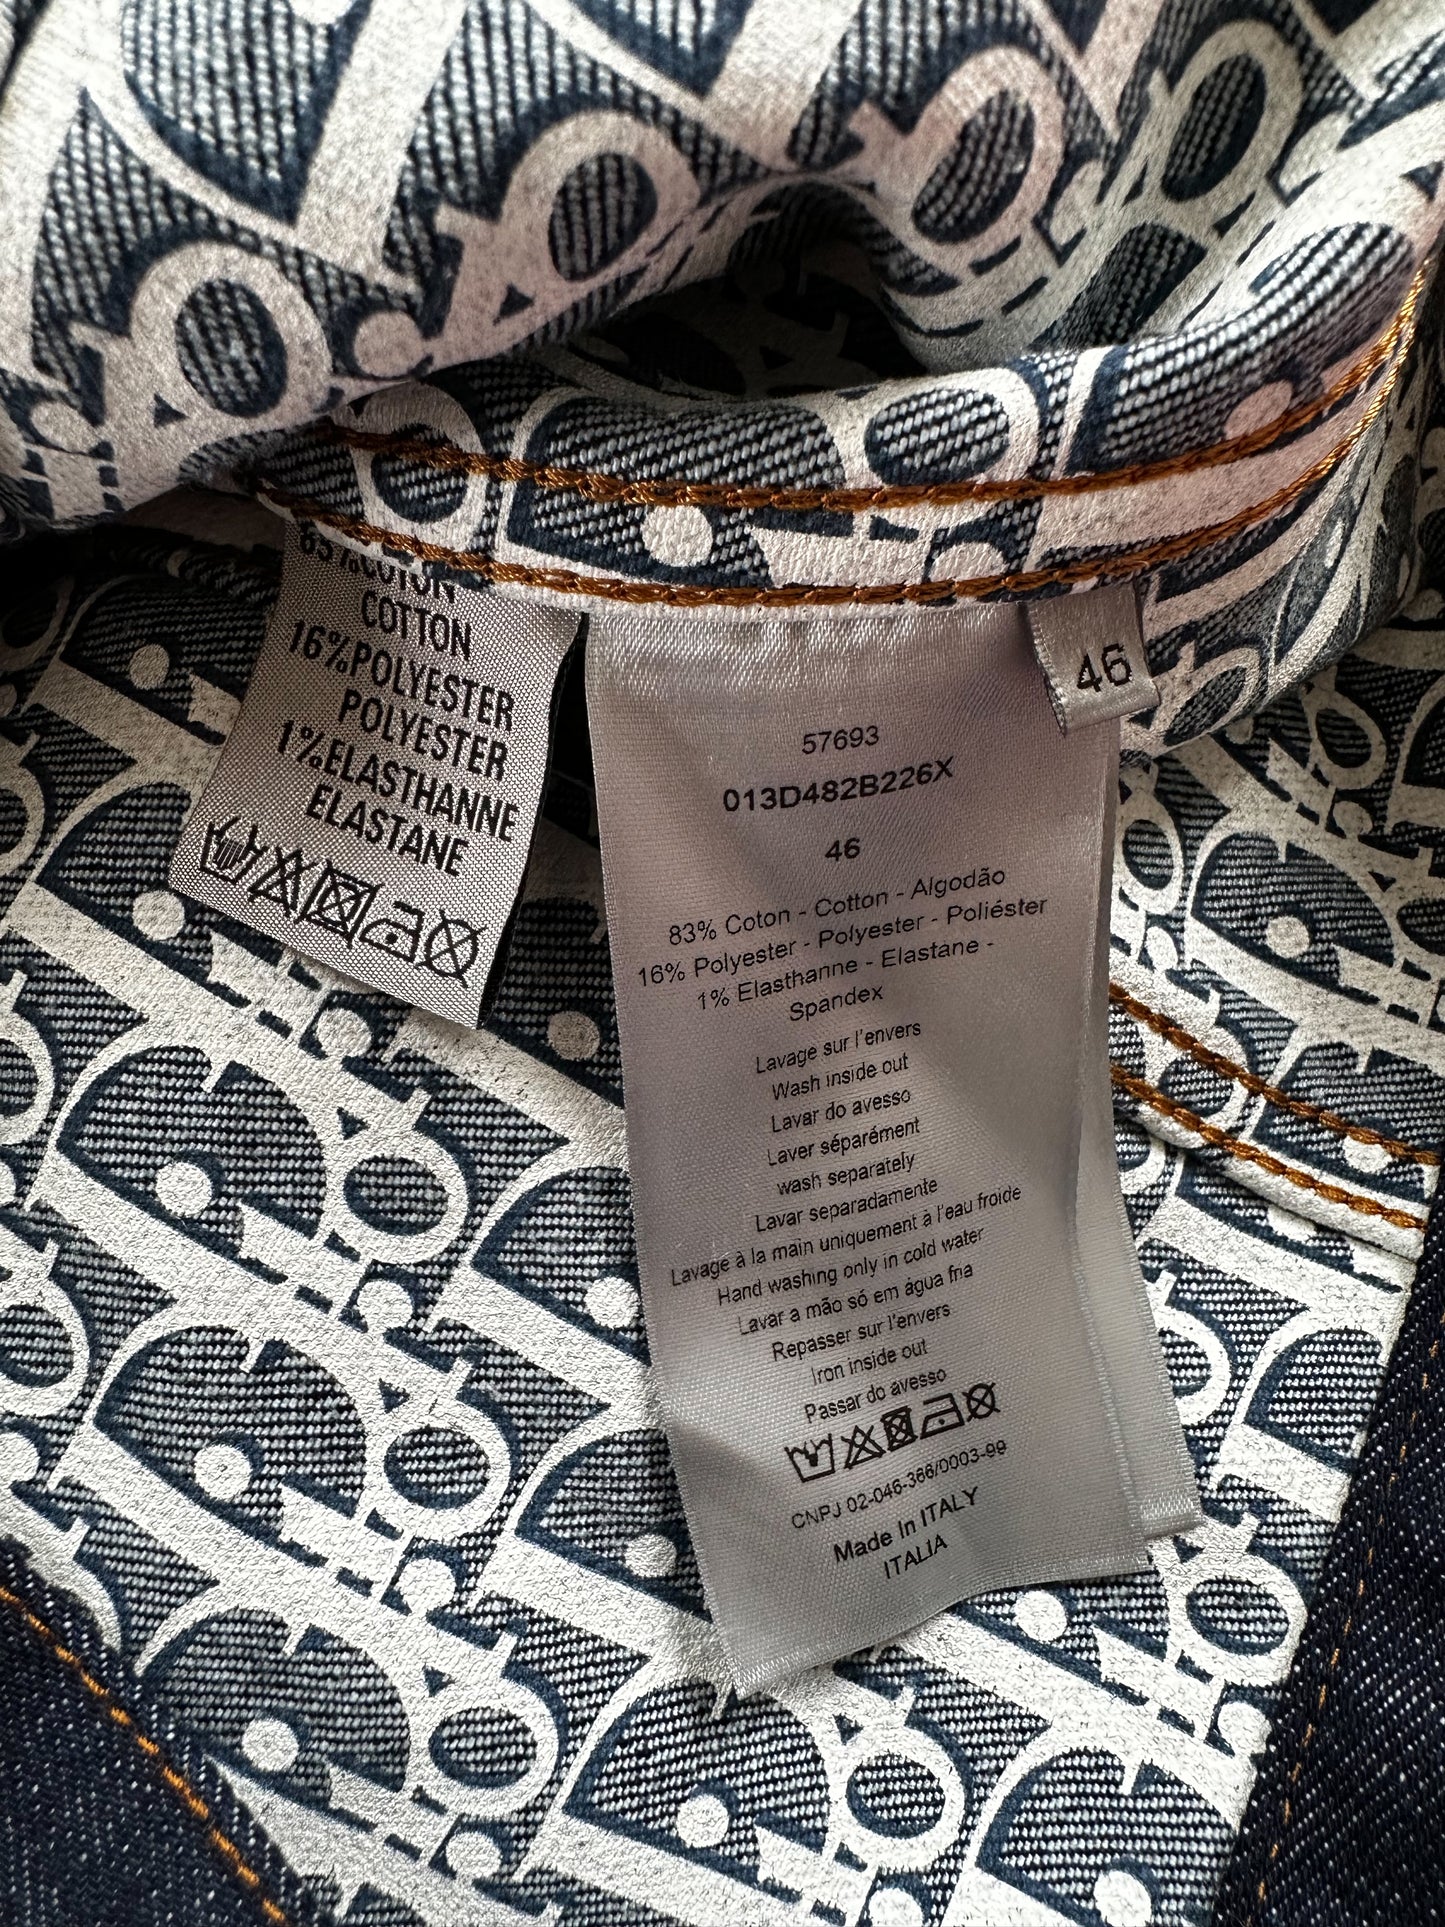 COTON
COTTON
16%POLYESTER
POLYESTER
1%ELASTHANNE
ELASTANE
46
57693
013D482B226X
46
83% Coton - Cotton - Algodão
16% Polyester - Polyester - Poliéster
1% Elasthanne - Elastane -
Spandex
Lavage sur l'envers
Wash inside out
Lavar do avesso
Laver séparément
wash separately
Lavar separadamente
Lavage à la main uniquement à l'eau froide
Hand washing only in cold water
Lavar a mão só em água fria
Repasser sur l'envers
Iron inside out
Passar do avesso
CNPJ 02-046-366/0003-99
Made In ITALY
ITALIA